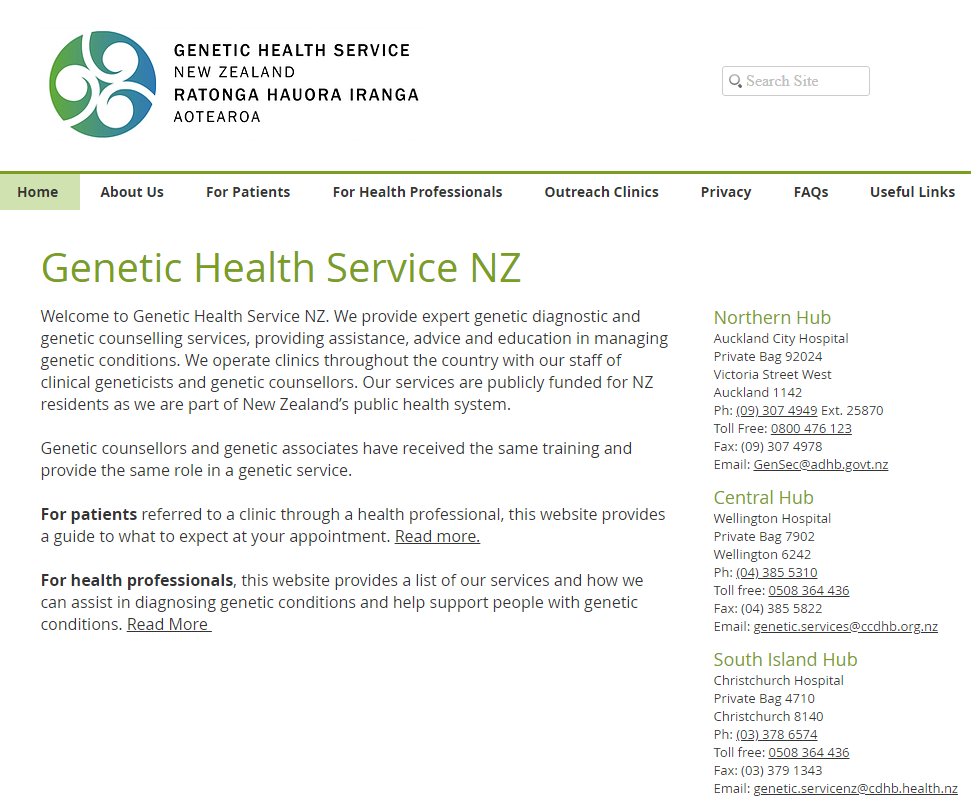 GENETIC HEALTH SERVICE
NEW ZEALAND
RATONGA HAUORA IRANGA
AOTEAROA
Search Site
Home About Us For Patients For Health Professionals Outreach Clinics Privacy FAQs Useful Links
Genetic Health Service NZ
Welcome to Genetic Health Service NZ. We provide expert genetic diagnostic and
genetic counselling services, providing assistance, advice and education in managing
genetic conditions. We operate clinics throughout the country with our staff of
clinical geneticists and genetic counsellors. Our services are publicly funded for NZ
residents as we are part of New Zealand’s public health system.
Genetic counsellors and genetic associates have received the same training and
provide the same role in a genetic service.
For patients referred to a clinic through a health professional, this website provides
a guide to what to expect at your appointment. Read more.
For health professionals, this website provides a list of our services and how we
can assist in diagnosing genetic conditions and help support people with genetic
conditions. Read More
Northern Hub
Auckland City Hospital
Private Bag 92024
Victoria Street West
Auckland 1142
Ph: (09) 307 4949 Ext. 25870
Toll Free: 0800 476 123
Fax: (09) 307 4978
Email: GenSec@adhb.govt.nz
Central Hub
Wellington Hospital
Private Bag 7902
Wellington 6242
Ph: (04) 385 5310
Toll free: 0508 364 436
Fax: (04) 385 5822
Email: genetic.services@ccdhb.org.nz
South Island Hub
Christchurch Hospital
Private Bag 4710
Christchurch 8140
Ph: (03) 378 6574
Toll free: 0508 364 436
Fax: (03) 379 1343
Email: genetic.servicenz@cdhb.health.nz